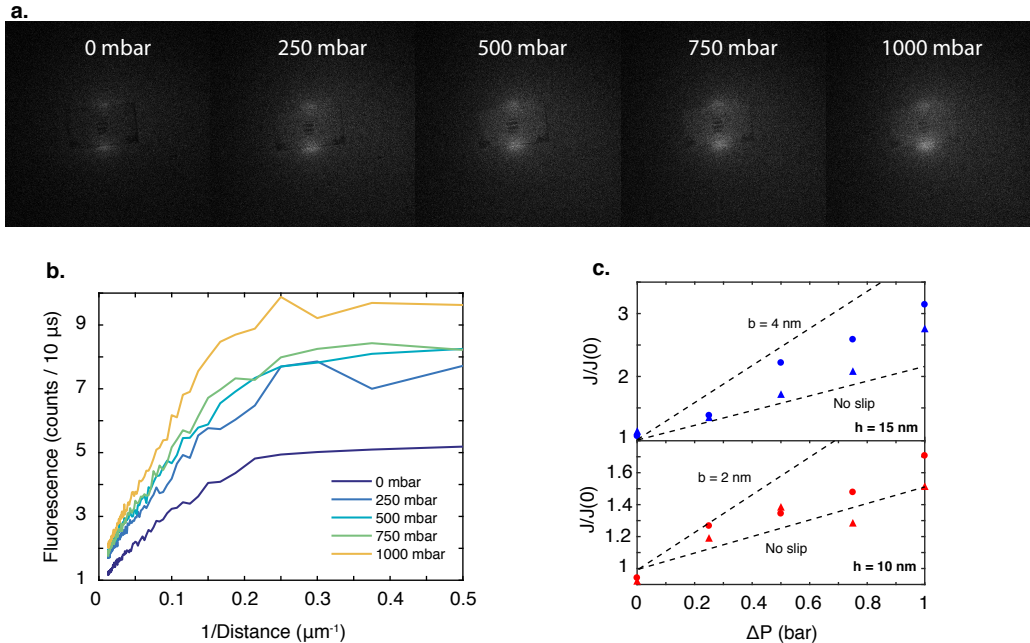 a.
0 mbar
250 mbar
500 mbar
750 mbar
1000 mbar
b.
Fluorescence (counts / 10 µs)
9
7
5
3
1
0 mbar
250 mbar
500 mbar
750 mbar
1000 mbar
0
0.1
0.2
0.3
0.4
0.5
1/Distance (µm⁻¹)
c.
J/J(0)
3
2
1
b = 4 nm
No slip
h = 15 nm
J/J(0)
1.6
1.4
1.2
1
b = 2 nm
No slip
h = 10 nm
0
0.2
0.4
0.6
0.8
1
ΔP (bar)